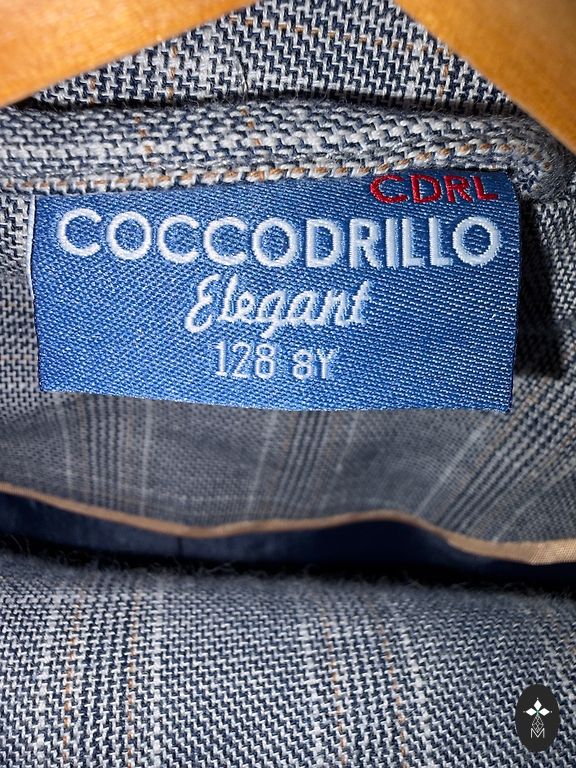 CDRL
COCCODRILLO
Elegant
128 8Y
M